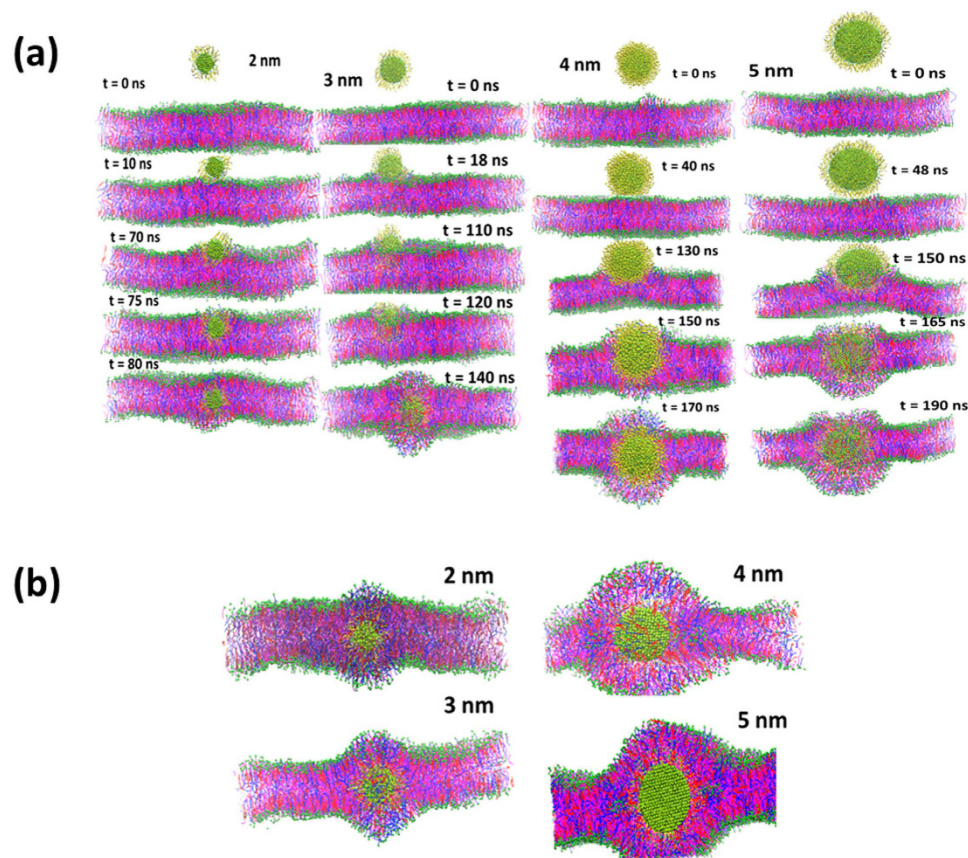 (a)
2 nm
t = 0 ns
t = 10 ns
t = 70 ns
t = 75 ns
t = 80 ns
3 nm
t = 0 ns
t = 18 ns
t = 110 ns
t = 120 ns
t = 140 ns
4 nm
t = 0 ns
t = 40 ns
t = 130 ns
t = 150 ns
t = 170 ns
5 nm
t = 0 ns
t = 48 ns
t = 150 ns
t = 165 ns
t = 190 ns
(b)
2 nm
4 nm
3 nm
5 nm